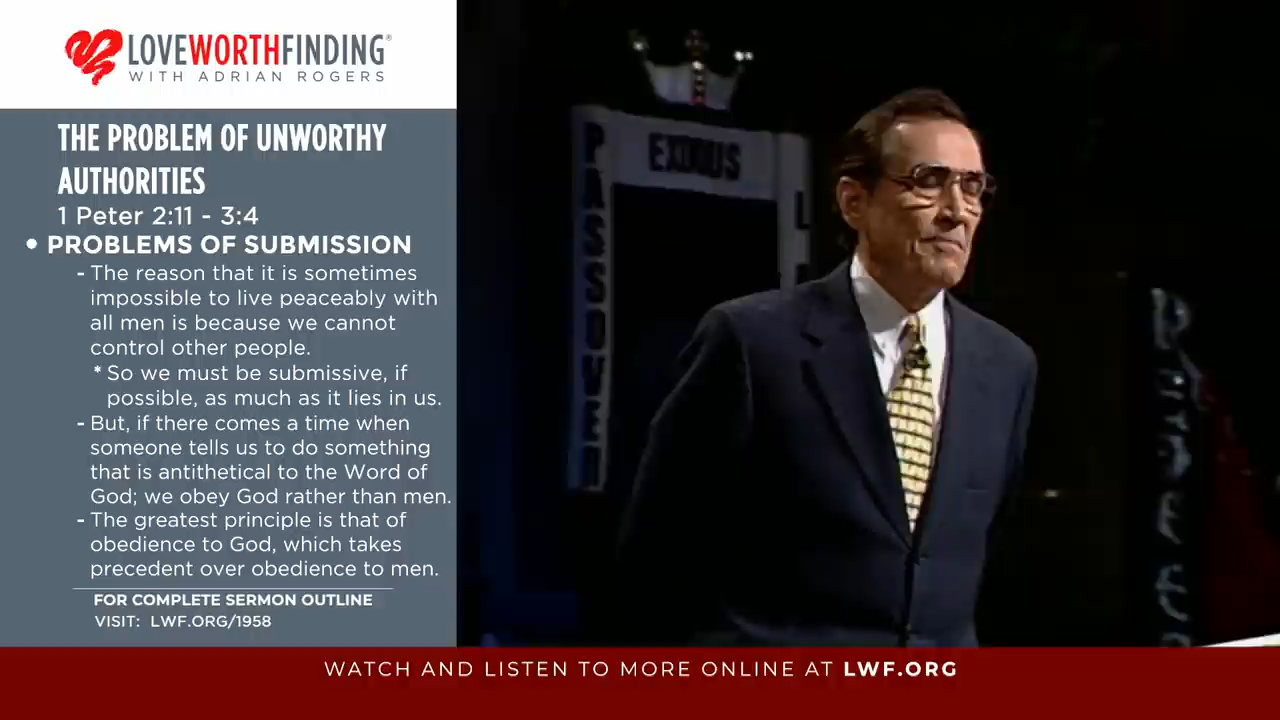 LOVEWORTHFINDING®
WITH ADRIAN ROGERS
THE PROBLEM OF UNWORTHY
AUTHORITIES
1 Peter 2:11 - 3:4
• PROBLEMS OF SUBMISSION
- The reason that it is sometimes
impossible to live peaceably with
all men is because we cannot
control other people.
* So we must be submissive, if
possible, as much as it lies in us.
- But, if there comes a time when
someone tells us to do something
that is antithetical to the Word of
God; we obey God rather than men.
- The greatest principle is that of
obedience to God, which takes
precedent over obedience to men.
FOR COMPLETE SERMON OUTLINE
VISIT: LWF.ORG/1958
EXODUS
PASSOVER
WATCH AND LISTEN TO MORE ONLINE AT LWF.ORG